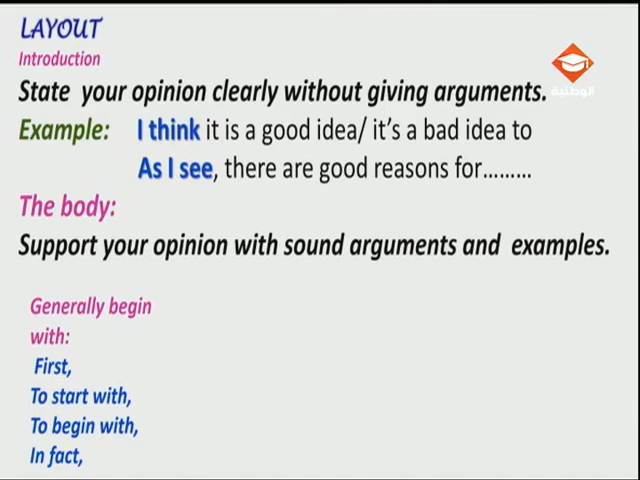 LAYOUT
Introduction
State your opinion clearly without giving arguments.
الوطنية
Example: I think it is a good idea/ it's a bad idea to
As I see, there are good reasons for.........
The body:
Support your opinion with sound arguments and examples.
Generally begin
with:
First,
To start with,
To begin with,
In fact,